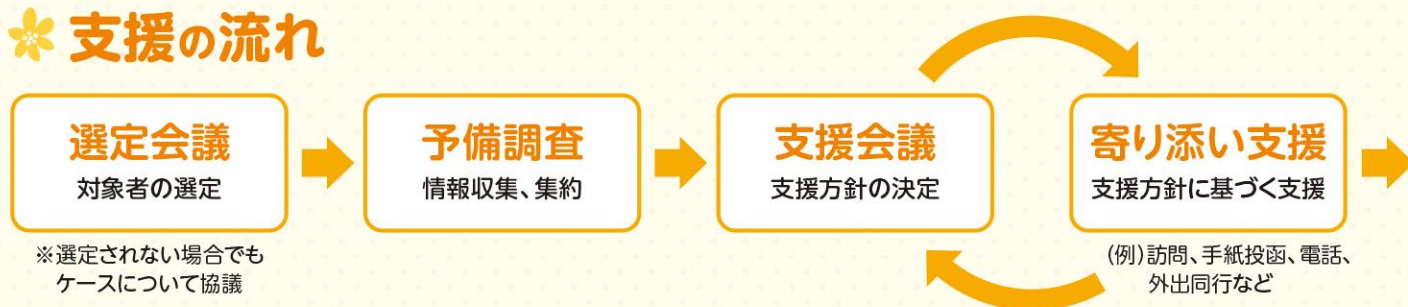 支援の流れ
選定会議
対象者の選定
※選定されない場合でも
ケースについて協議
予備調査
情報収集、集約
支援会議
支援方針の決定
寄り添い支援
支援方針に基づく支援
(例)訪問、手紙投函、電話、
外出同行など